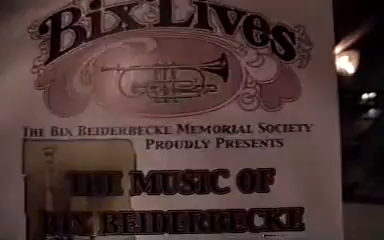 Bix Lives
THE BIX BEIDERBECKE MEMORIAL SOCIETY
PROUDLY PRESENTS
THE MUSIC OF
BIX BEIDERBECKE